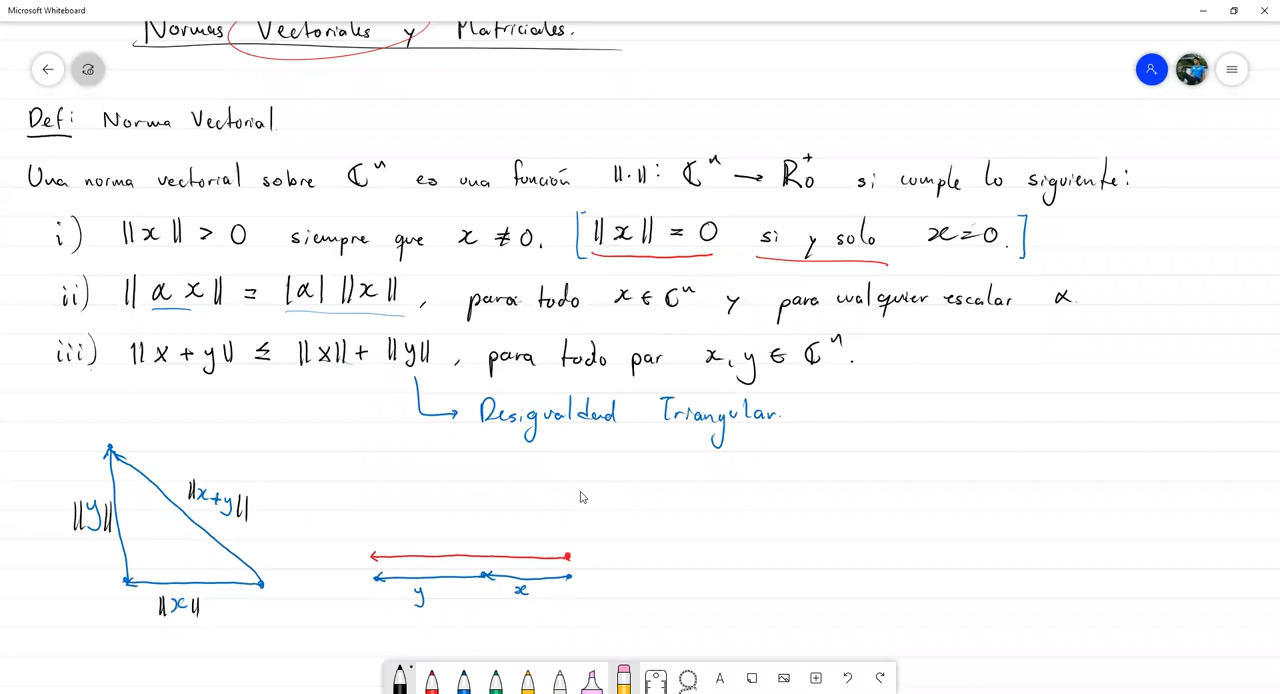 Microsoft Whiteboard
Normas Vectoriales y Matriciales.
Def: Norma Vectorial.
Una norma vectorial sobre ℂⁿ es una función ||·||: ℂⁿ → ℝ₀⁺ si cumple lo siguiente:
i) ||x|| > 0 siempre que x ≠ 0. [||x|| = 0 si y solo x = 0.]
ii) ||α x|| = |α| ||x||, para todo x ∈ ℂⁿ y para cualquier escalar α.
iii) ||x + y|| ≤ ||x|| + ||y||, para todo par x, y ∈ ℂⁿ.
Desigualdad Triangular.
||x+y||
||y||
||x||
y x
A